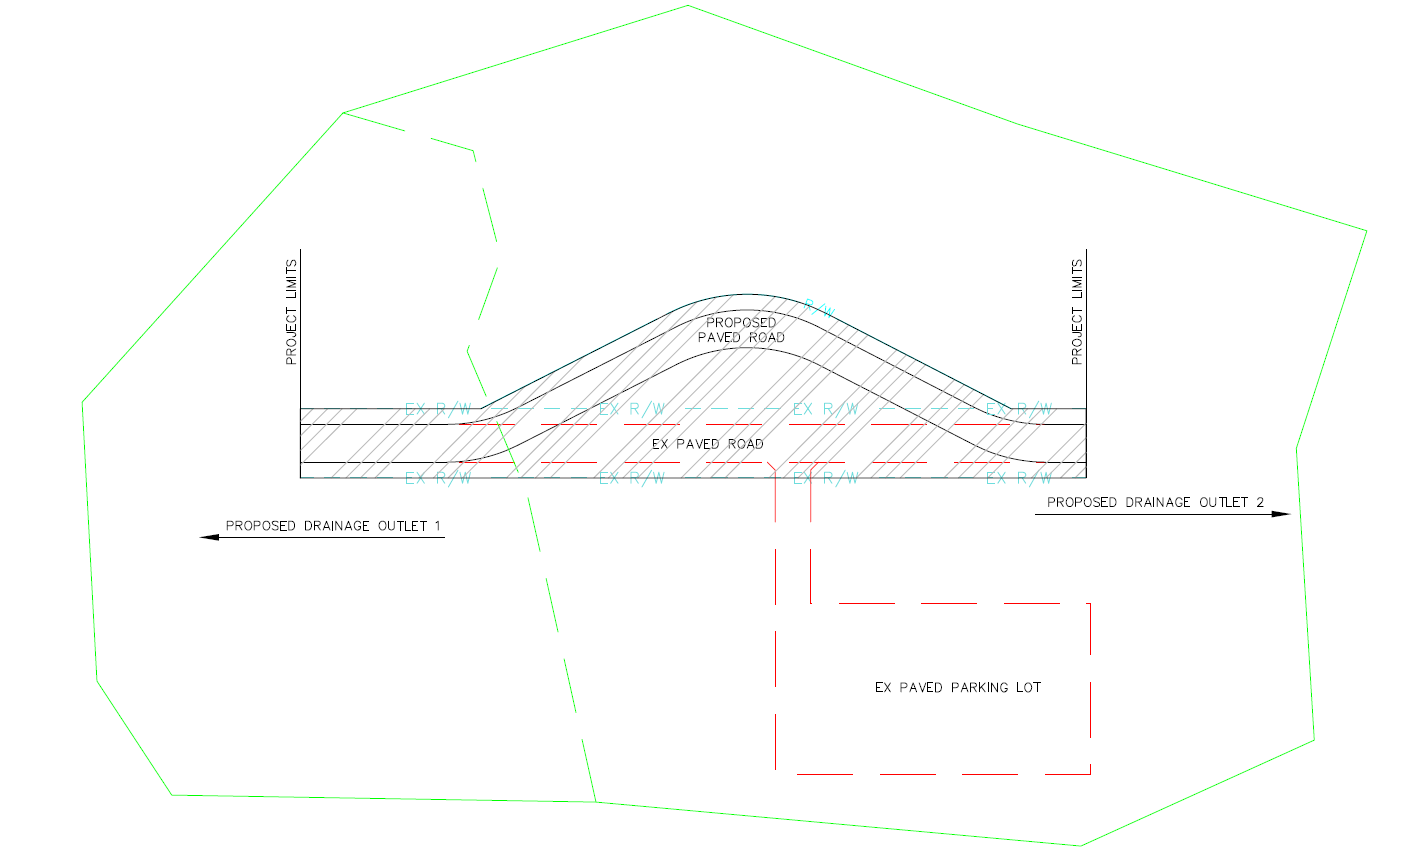 PROJECT LIMITS
PROJECT LIMITS
R/W
PROPOSED
PAVED ROAD
EX R/W
EX R/W
EX R/W
EX R/W
EX PAVED ROAD
EX R/W
EX R/W
EX R/W
EX R/W
PROPOSED DRAINAGE OUTLET 2
PROPOSED DRAINAGE OUTLET 1
EX PAVED PARKING LOT